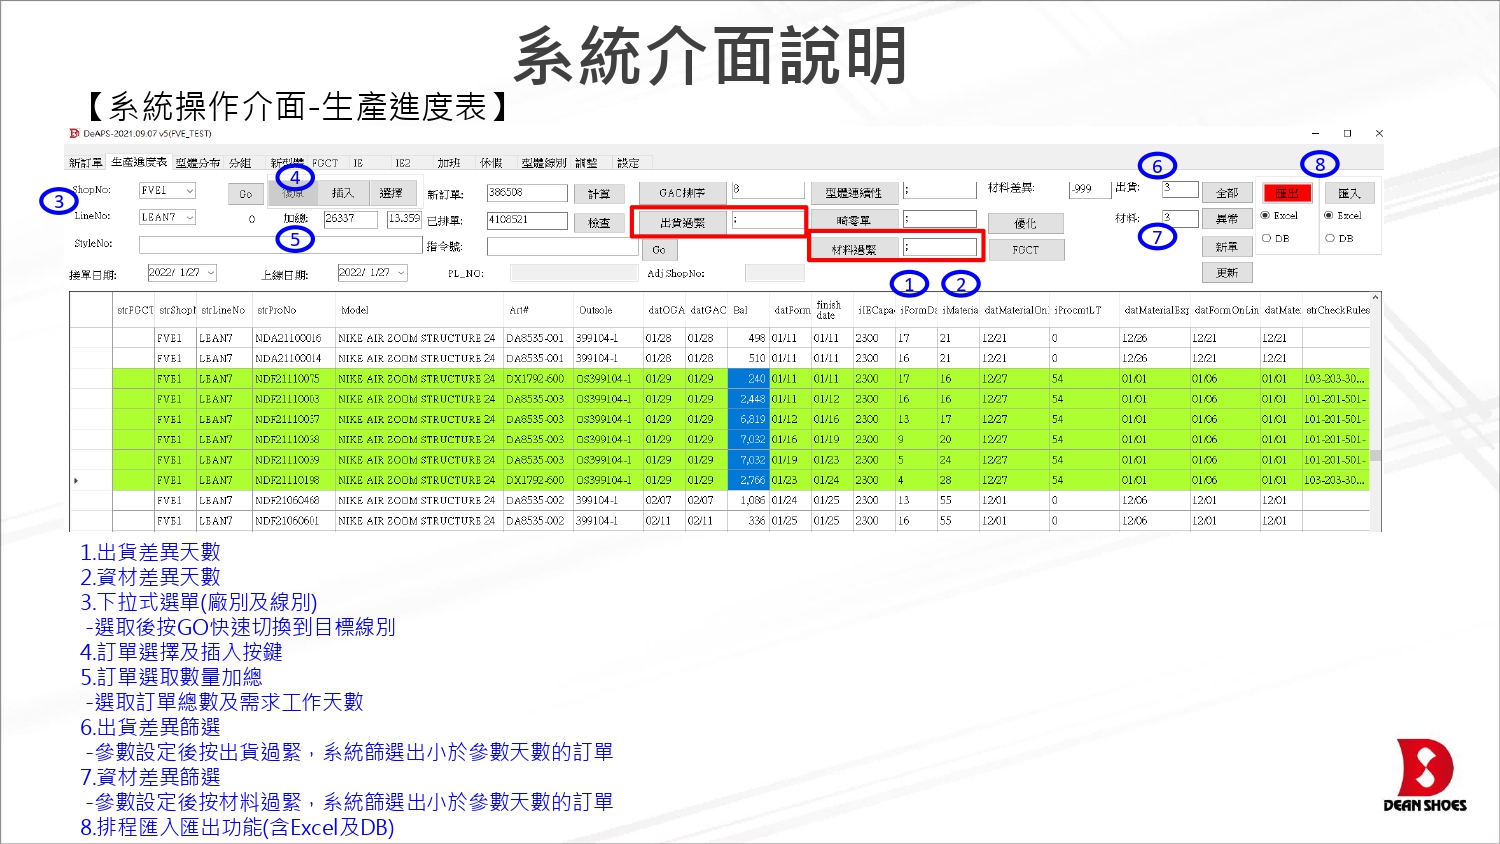 系統介面說明
【系統操作介面-生產進度表】
DeAPS-2021.09.07 v5(FVE_TEST)
新訂單 生產進度表 型體分布 分組 新型體 FGCT IE IE2 加班 休假 型體線別 調整 設定
3 ShopNo: FVE1 Go 4 復原 插入 選擇 新訂單: 386508 計算 GAC排序 8 型體連續性 ; 材料差異: -999 出貨: 6 3 全部 8 匯出 匯入
LineNo: LEAN7 0 加總: 26337 13.359 已排單: 4108521 檢查 出貨過緊 ; 畸零單 ; 優化 材料: 3 異常 Excel Excel
StyleNo: 5 指令號: Go 材料過緊 ; FGCT 7 新單 DB DB
接單日期: 2022/ 1/27 上線日期: 2022/ 1/27 PL_NO: Adj ShopNo: 更新
1 2
strFGCT strShopI strLineNo strProNo Model Art# Outsole datOGA datGAC Bal datForm finish date iIECapa iFormDa iMateria datMaterialOn iProcmtLT datMaterialExp datFormOnLin datMate strCheckRules
FVE1 LEAN7 NDA21100016 NIKE AIR ZOOM STRUCTURE 24 DA8535-001 399104-1 01/28 01/28 498 01/11 01/11 2300 17 21 12/21 0 12/26 12/21 12/21
FVE1 LEAN7 NDA21100014 NIKE AIR ZOOM STRUCTURE 24 DA8535-001 399104-1 01/28 01/28 510 01/11 01/11 2300 16 21 12/21 0 12/26 12/21 12/21
FVE1 LEAN7 NDF21110075 NIKE AIR ZOOM STRUCTURE 24 DX1792-600 OS399104-1 01/29 01/29 240 01/11 01/11 2300 17 16 12/27 54 01/01 01/06 01/01 103-203-30...
FVE1 LEAN7 NDF21110003 NIKE AIR ZOOM STRUCTURE 24 DA8535-003 OS399104-1 01/29 01/29 2,448 01/11 01/12 2300 16 16 12/27 54 01/01 01/06 01/01 101-201-501-
FVE1 LEAN7 NDF21110037 NIKE AIR ZOOM STRUCTURE 24 DA8535-003 OS399104-1 01/29 01/29 6,819 01/12 01/16 2300 13 17 12/27 54 01/01 01/06 01/01 101-201-501-
FVE1 LEAN7 NDF21110038 NIKE AIR ZOOM STRUCTURE 24 DA8535-003 OS399104-1 01/29 01/29 7,032 01/16 01/19 2300 9 20 12/27 54 01/01 01/06 01/01 101-201-501-
FVE1 LEAN7 NDF21110039 NIKE AIR ZOOM STRUCTURE 24 DA8535-003 OS399104-1 01/29 01/29 7,032 01/19 01/23 2300 5 24 12/27 54 01/01 01/06 01/01 101-201-501-
FVE1 LEAN7 NDF21110198 NIKE AIR ZOOM STRUCTURE 24 DX1792-600 OS399104-1 01/29 01/29 2,766 01/23 01/24 2300 4 28 12/27 54 01/01 01/06 01/01 103-203-30...
FVE1 LEAN7 NDF21060468 NIKE AIR ZOOM STRUCTURE 24 DA8535-002 399104-1 02/07 02/07 1,086 01/24 01/25 2300 13 55 12/01 0 12/06 12/01 12/01
FVE1 LEAN7 NDF21060601 NIKE AIR ZOOM STRUCTURE 24 DA8535-002 399104-1 02/11 02/11 336 01/25 01/25 2300 16 55 12/01 0 12/06 12/01 12/01
1.出貨差異天數
2.資材差異天數
3.下拉式選單(廠別及線別)
-選取後按GO快速切換到目標線別
4.訂單選擇及插入按鍵
5.訂單選取數量加總
-選取訂單總數及需求工作天數
6.出貨差異篩選
-參數設定後按出貨過緊，系統篩選出小於參數天數的訂單
7.資材差異篩選
-參數設定後按材料過緊，系統篩選出小於參數天數的訂單
8.排程匯入匯出功能(含Excel及DB)
DEAN SHOES